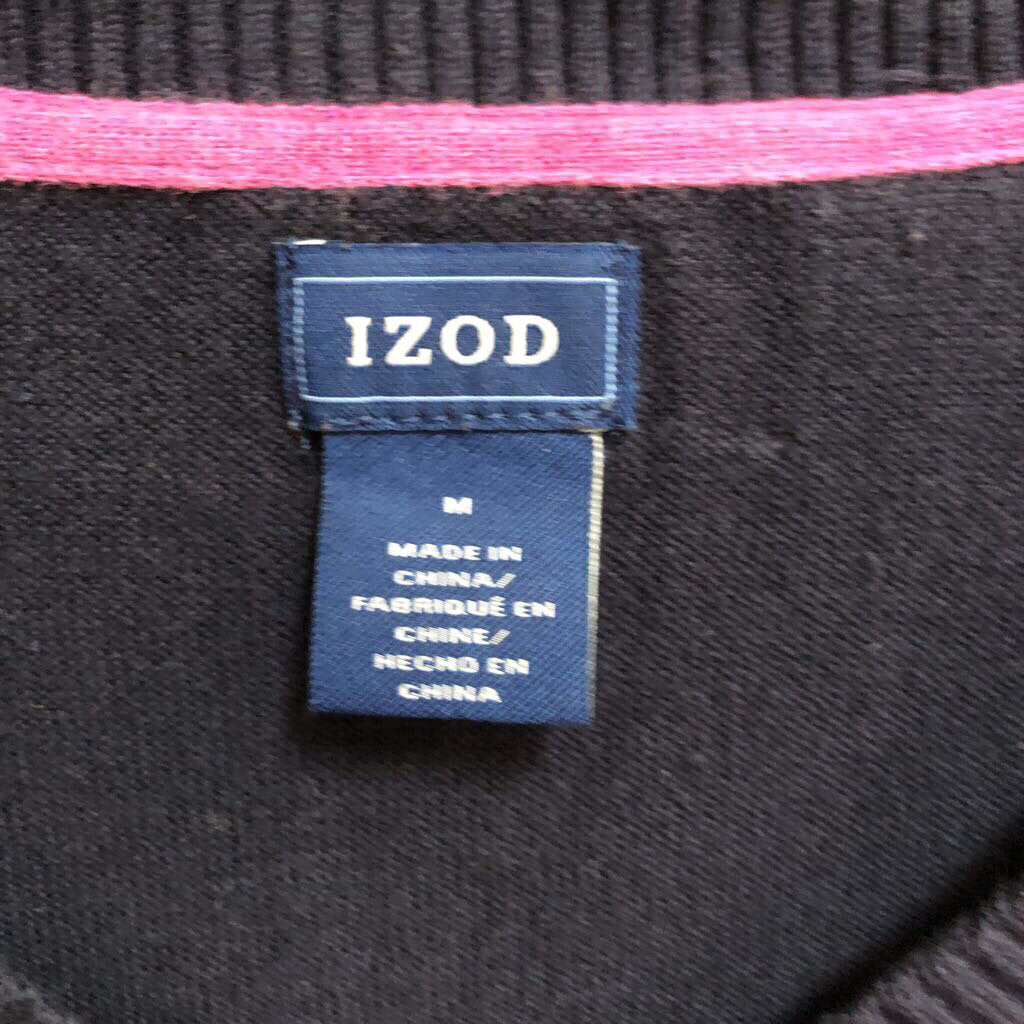 IZOD
M
MADE IN
CHINA/
FABRIQUÉ EN
CHINE/
HECHO EN
CHINA